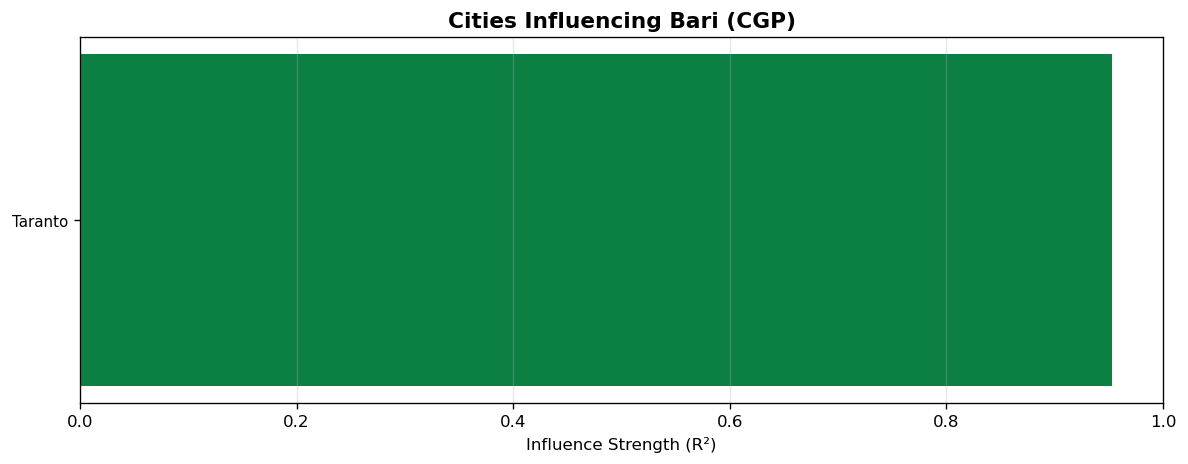 Cities Influencing Bari (CGP)
Taranto
0.0 0.2 0.4 0.6 0.8 1.0
Influence Strength (R²)